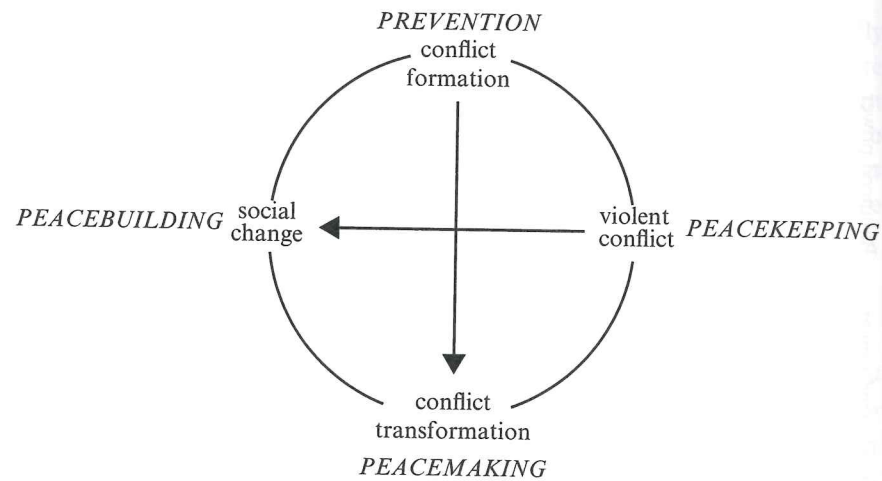 PREVENTION
conflict
formation
PEACEBUILDING
social
change
violent
conflict
PEACEKEEPING
conflict
transformation
PEACEMAKING